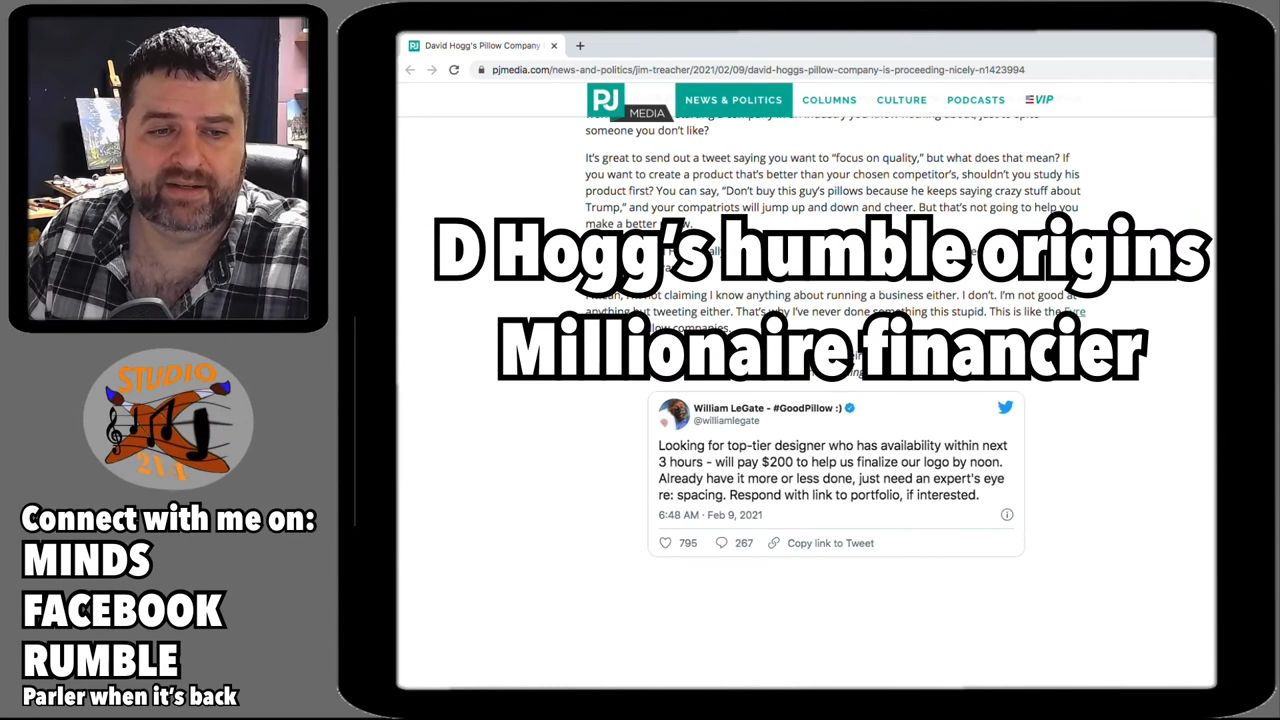 STUDIO
2VA
Connect with me on:
MINDS
FACEBOOK
RUMBLE
Parler when it's back
David Hogg's Pillow Company
pjmedia.com/news-and-politics/jim-treacher/2021/02/09/david-hoggs-pillow-company-is-proceeding-nicely-n1423994
PJ MEDIA NEWS & POLITICS COLUMNS CULTURE PODCASTS VIP
someone you don't like?
It's great to send out a tweet saying you want to "focus on quality," but what does that mean? If
you want to create a product that's better than your chosen competitor's, shouldn't you study his
product first? You can say, "Don't buy this guy's pillows because he keeps saying crazy stuff about
Trump," and your compatriots will jump up and down and cheer. But that's not going to help you
make a better
D Hogg's humble origins
not claiming I know anything about running a business either. I don't. I'm not good at
anything but tweeting either. That's why I've never done something this stupid. This is like the Fyre
Millionaire financier
William LeGate - #GoodPillow :)
@williamlegate
Looking for top-tier designer who has availability within next
3 hours - will pay $200 to help us finalize our logo by noon.
Already have it more or less done, just need an expert's eye
re: spacing. Respond with link to portfolio, if interested.
6:48 AM · Feb 9, 2021
795 267 Copy link to Tweet